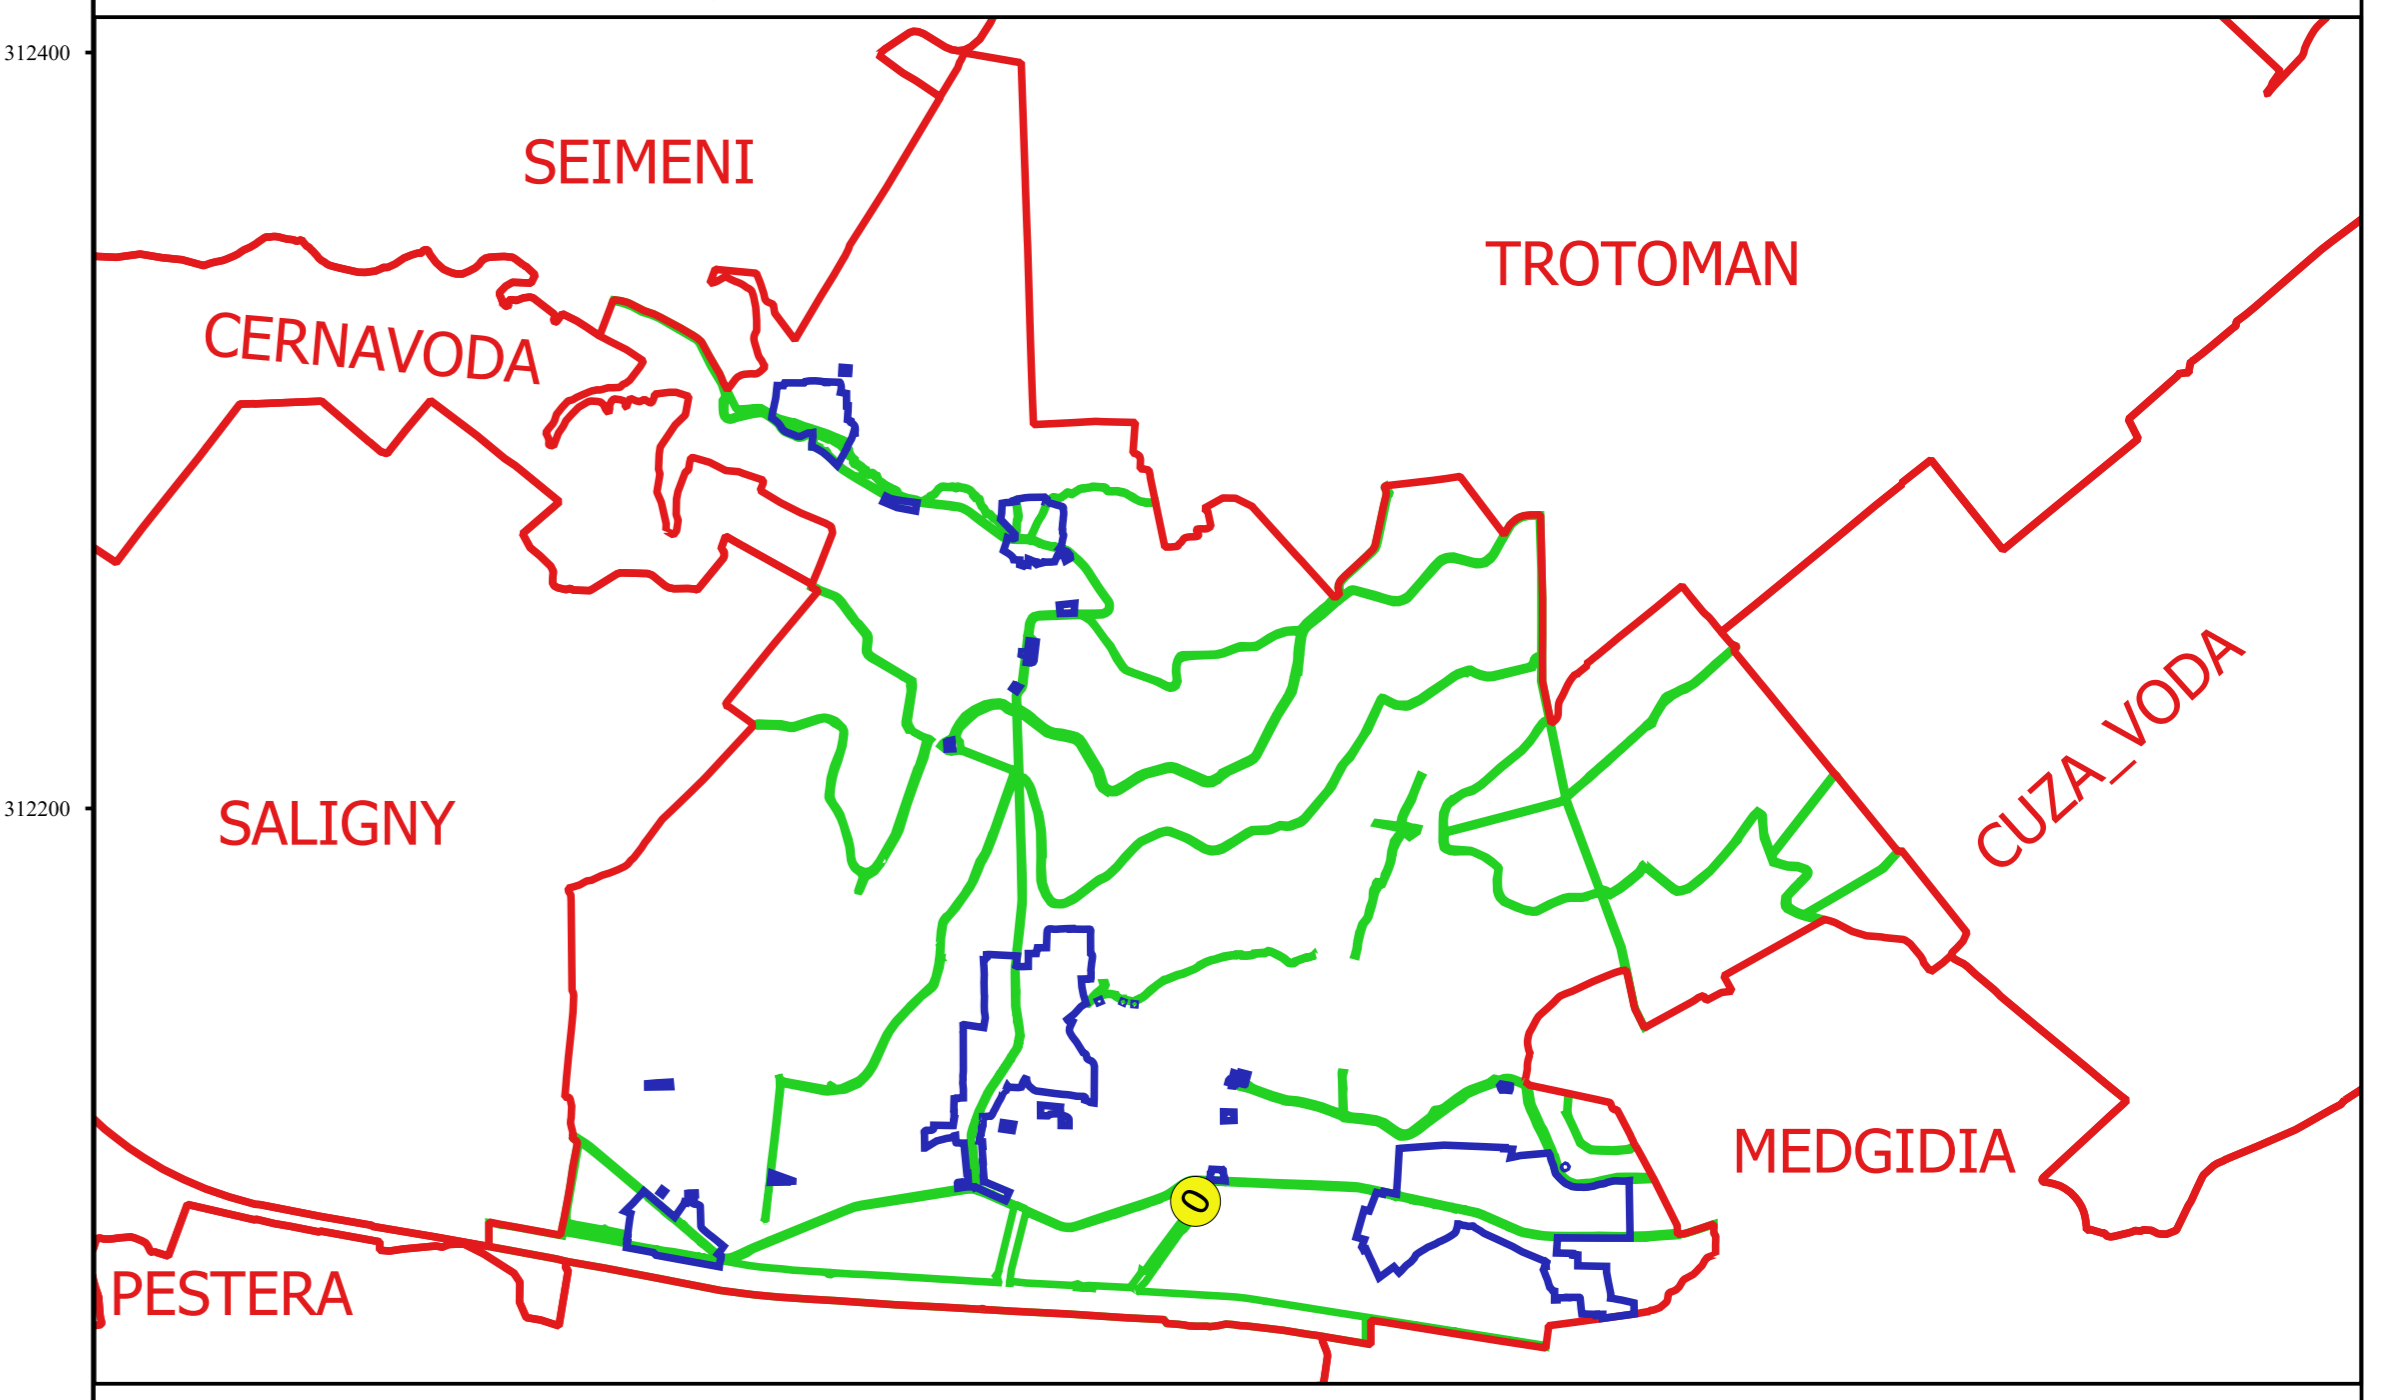 312400
SEIMENI
TROTOMAN
CERNAVODA
CUZA_VODA
312200
SALIGNY
MEDGIDIA
0
PESTERA